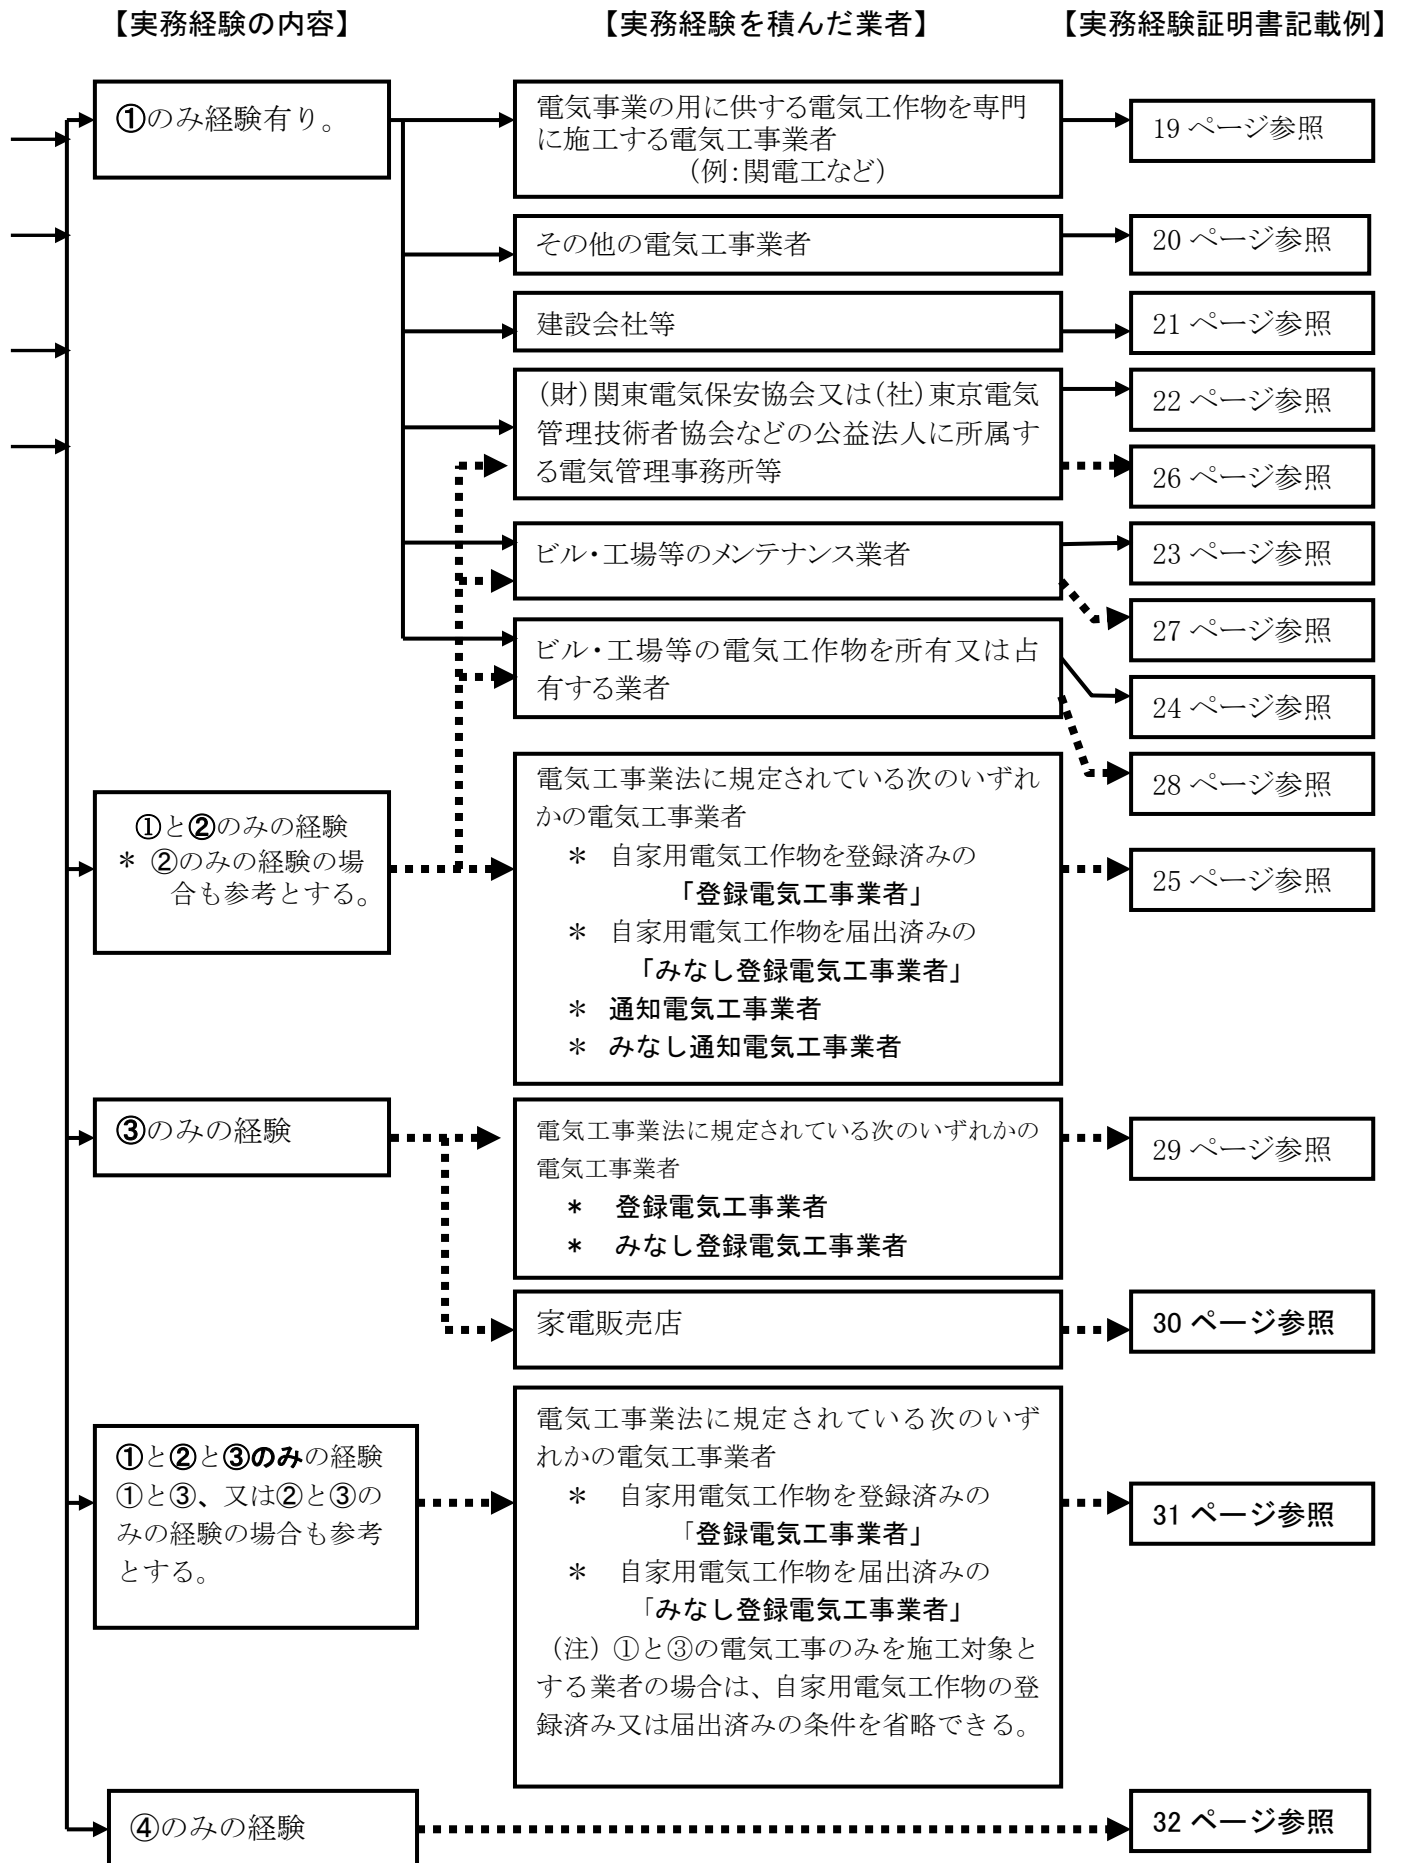 【実務経験の内容】
【実務経験を積んだ業者】
【実務経験証明書記載例】
①のみ経験有り。
電気事業の用に供する電気工作物を専門
に施工する電気工事業者
(例：関電工など)
19 ページ参照
その他の電気工事業者
20 ページ参照
建設会社等
21 ページ参照
(財)関東電気保安協会又は(社)東京電気
管理技術者協会などの公益法人に所属す
る電気管理事務所等
22 ページ参照
26 ページ参照
ビル・工場等のメンテナンス業者
23 ページ参照
27 ページ参照
ビル・工場等の電気工作物を所有又は占
有する業者
24 ページ参照
28 ページ参照
①と②のみの経験
＊ ②のみの経験の場
合も参考とする。
電気工事業法に規定されている次のいずれ
かの電気工事業者
＊ 自家用電気工作物を登録済みの
「登録電気工事業者」
＊ 自家用電気工作物を届出済みの
「みなし登録電気工事業者」
＊ 通知電気工事業者
＊ みなし通知電気工事業者
25 ページ参照
③のみの経験
電気工事業法に規定されている次のいずれかの
電気工事業者
＊ 登録電気工事業者
＊ みなし登録電気工事業者
29 ページ参照
家電販売店
30 ページ参照
①と②と③のみの経験
①と③、又は②と③の
みの経験の場合も参考
とする。
電気工事業法に規定されている次のいず
れかの電気工事業者
＊ 自家用電気工作物を登録済みの
「登録電気工事業者」
＊ 自家用電気工作物を届出済みの
「みなし登録電気工事業者」
（注）①と③の電気工事のみを施工対象と
する業者の場合は、自家用電気工作物の登
録済み又は届出済みの条件を省略できる。
31 ページ参照
④のみの経験
32 ページ参照